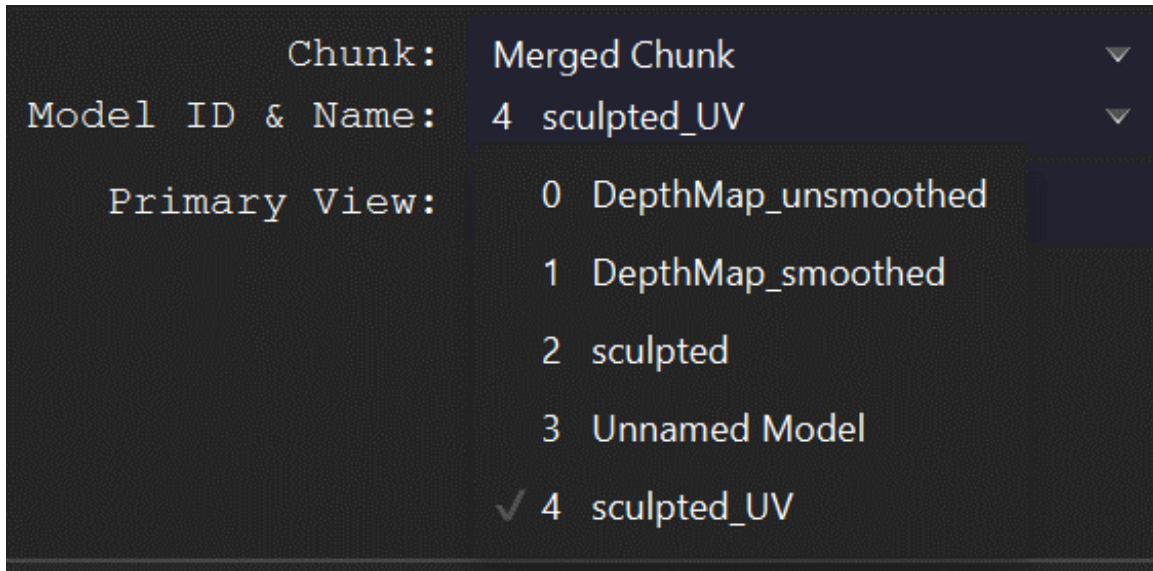 Chunk: Merged Chunk
Model ID & Name: 4 sculpted_UV
Primary View:
0 DepthMap_unsmoothed
1 DepthMap_smoothed
2 sculpted
3 Unnamed Model
✓ 4 sculpted_UV